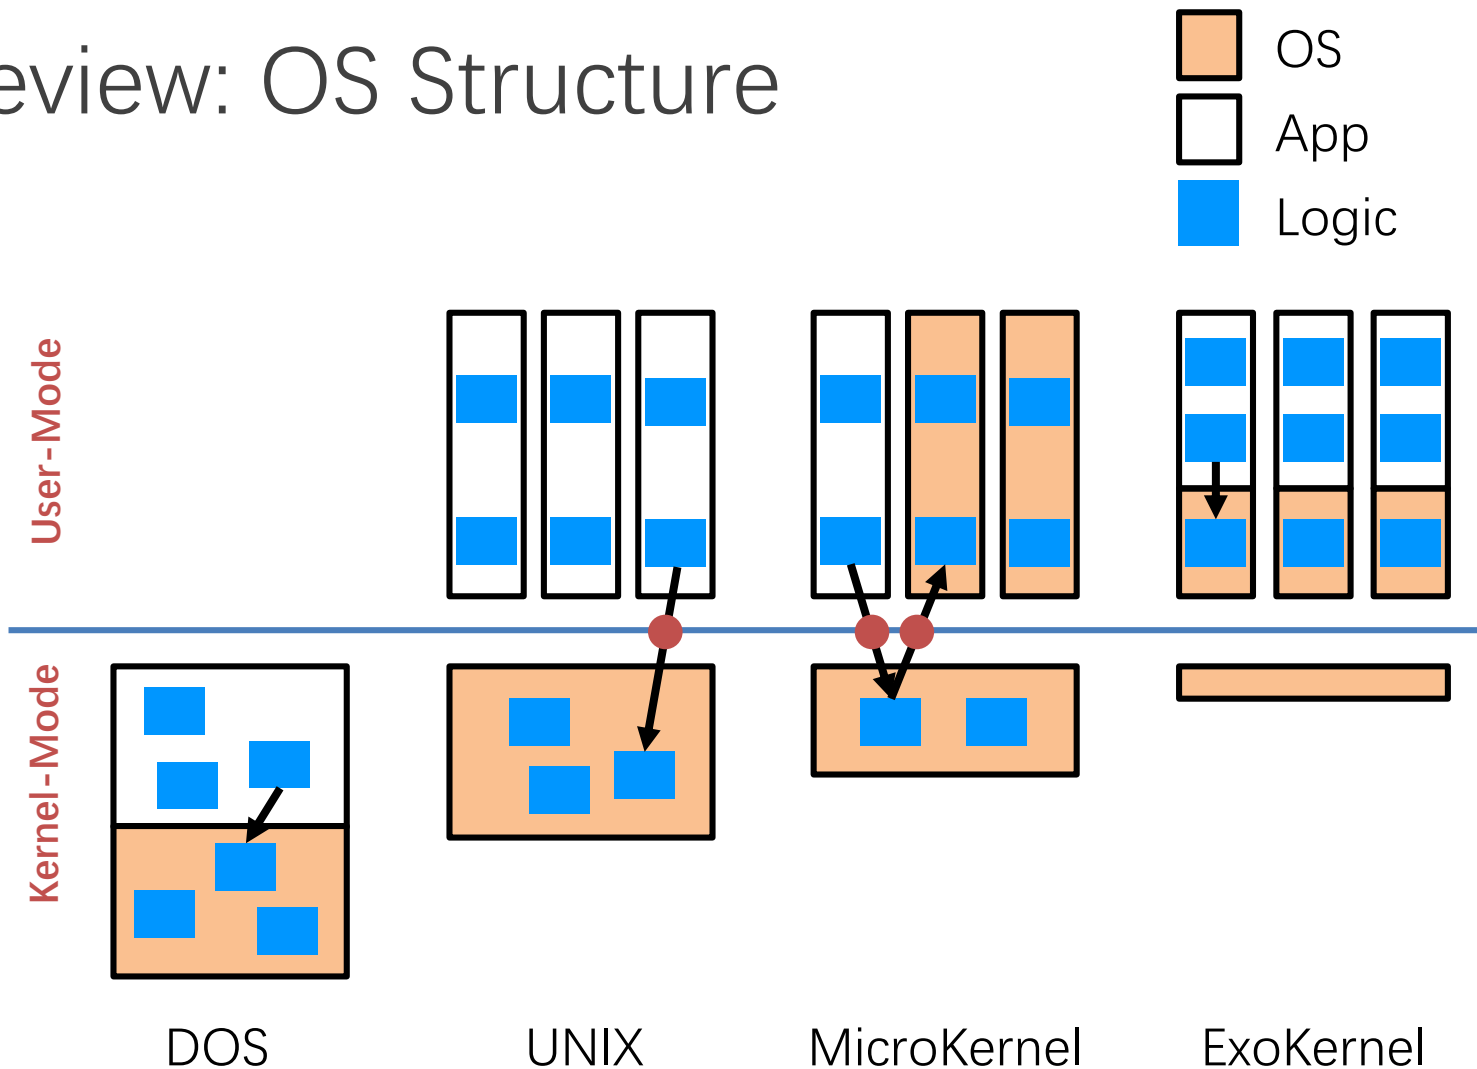 eview: OS Structure
OS
App
Logic
User-Mode
Kernel-Mode
DOS
UNIX
MicroKernel
ExoKernel